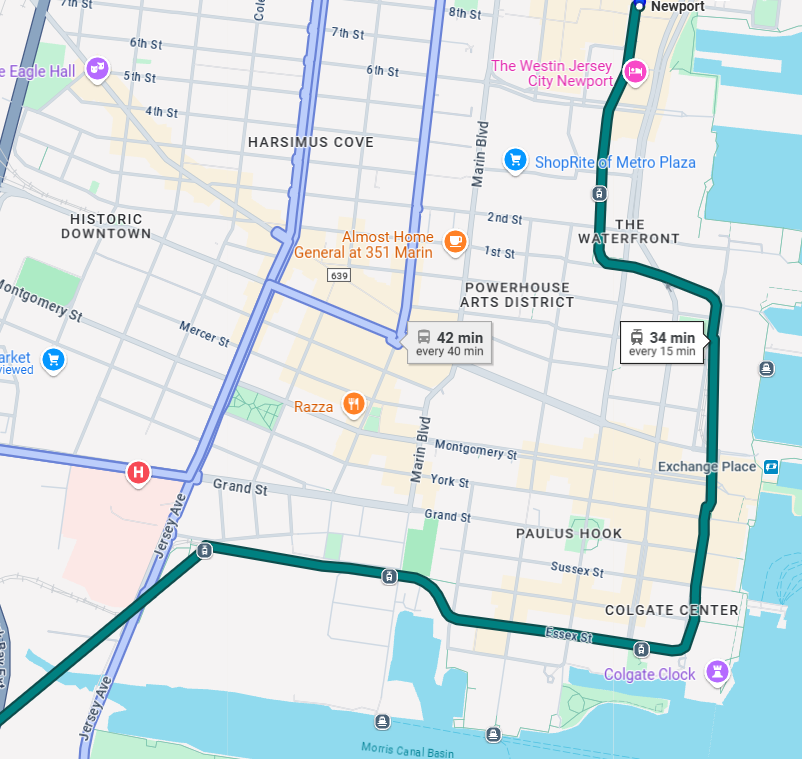 7th St
Cole
8th St
Newport
6th St
7th St
e Eagle Hall
5th St
6th St
The Westin Jersey
City Newport
4th St
HARSIMUS COVE
Marin Blvd
ShopRite of Metro Plaza
HISTORIC
DOWNTOWN
2nd St
THE
WATERFRONT
Almost Home
General at 351 Marin
1st St
639
POWERHOUSE
ARTS DISTRICT
Montgomery St
Mercer St
42 min
every 40 min
34 min
every 15 min
arket
viewed
Razza
Marin Blvd
Montgomery St
Exchange Place
H
Grand St
York St
Grand St
Jersey Ave
PAULUS HOOK
Sussex St
COLGATE CENTER
Essex St
Colgate Clock
Jersey Ave
Morris Canal Basin